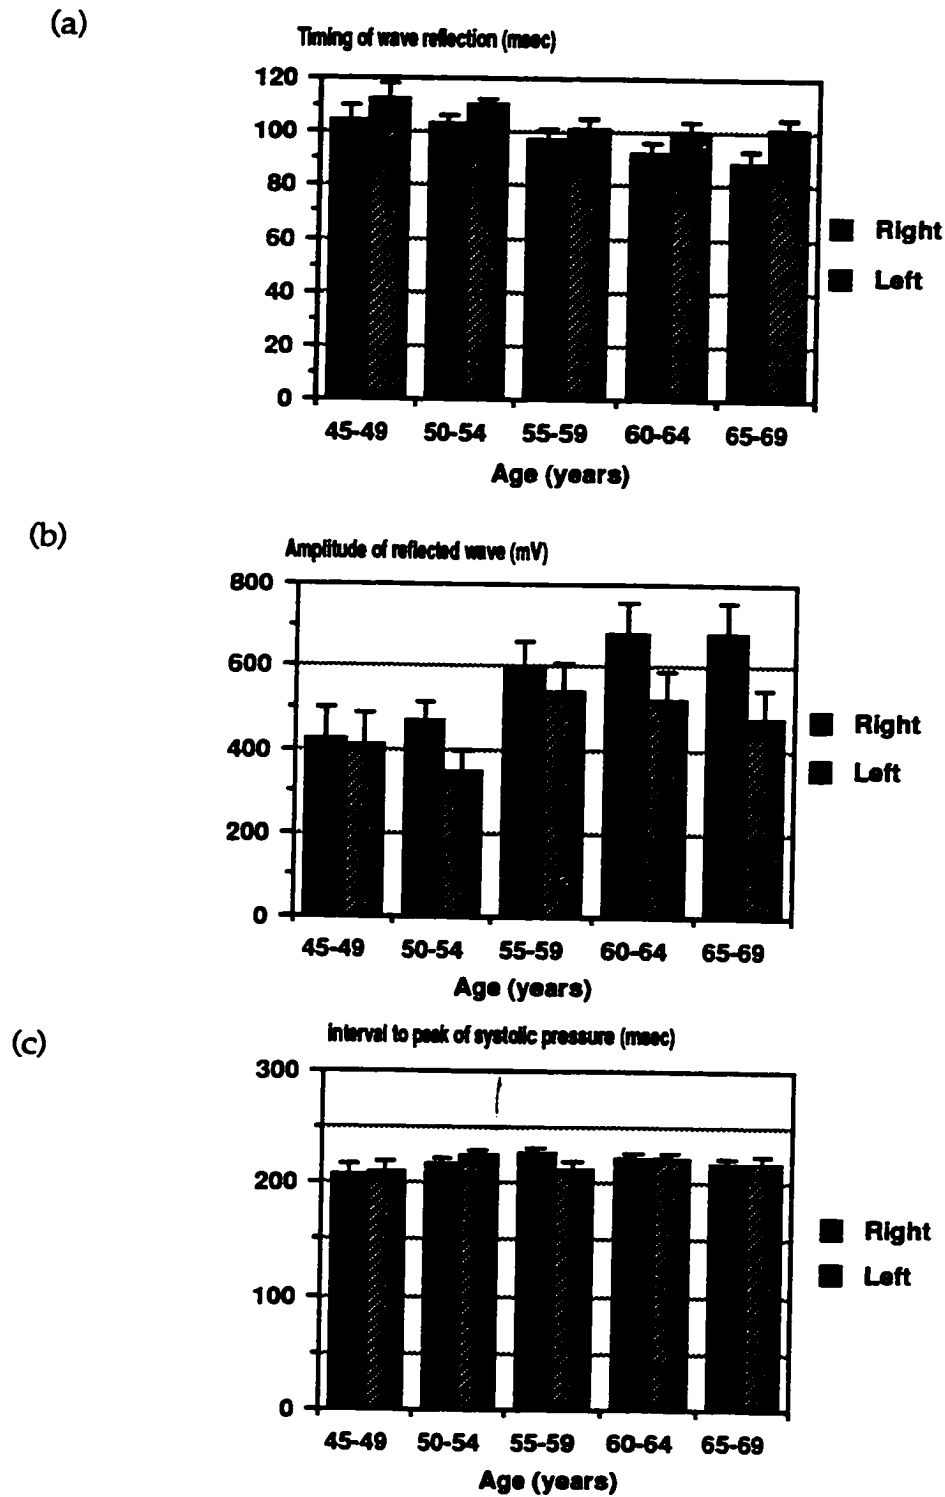 (a)
Timing of wave reflection (msec)
120
100
80
60
40
20
0
45-49 50-54 55-59 60-64 65-69
Age (years)
Right
Left
(b)
Amplitude of reflected wave (mV)
800
600
400
200
0
45-49 50-54 55-59 60-64 65-69
Age (years)
Right
Left
(c)
interval to peak of systolic pressure (msec)
300
200
100
0
45-49 50-54 55-59 60-64 65-69
Age (years)
Right
Left